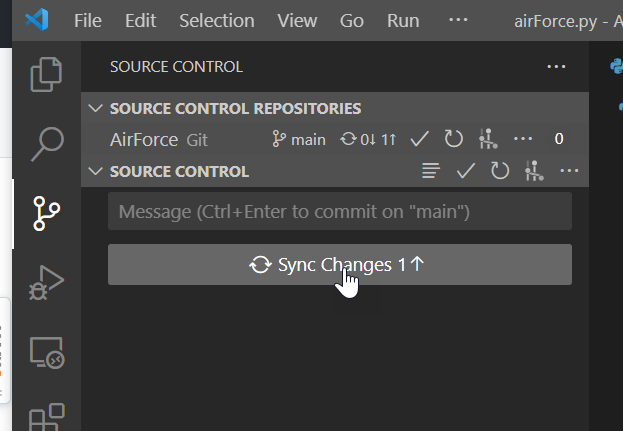 File Edit Selection View Go Run ··· airForce.py - A
SOURCE CONTROL ···
SOURCE CONTROL REPOSITORIES
AirForce Git main 0↓ 1↑ ··· 0
SOURCE CONTROL ···
Message (Ctrl+Enter to commit on "main")
Sync Changes 1↑